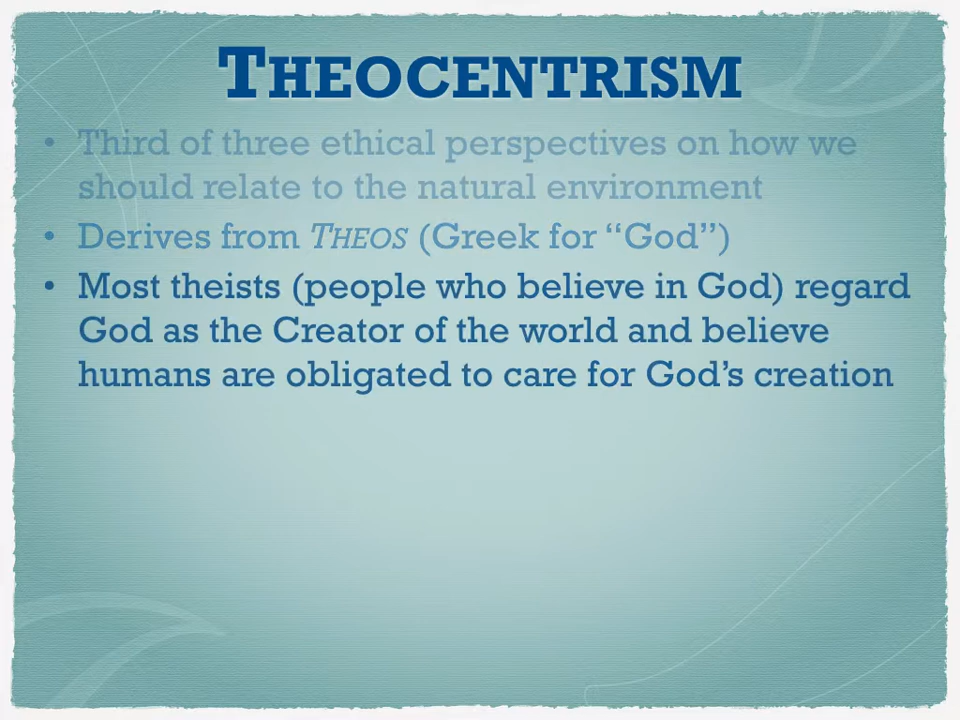 THEOCENTRISM
• Third of three ethical perspectives on how we
should relate to the natural environment
• Derives from THEOS (Greek for “God”)
• Most theists (people who believe in God) regard
God as the Creator of the world and believe
humans are obligated to care for God’s creation